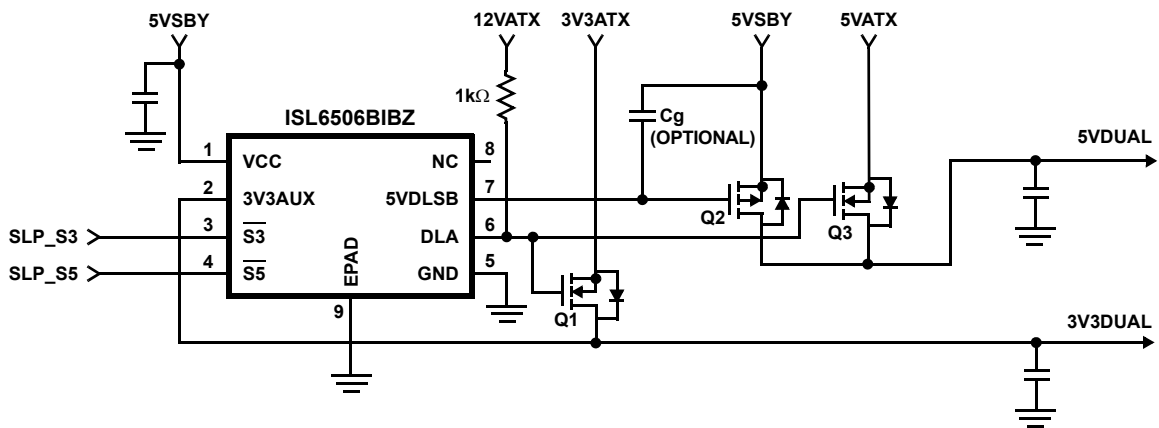 5VSBY
12VATX
3V3ATX
5VSBY
5VATX
1kΩ
Cg
(OPTIONAL)
ISL6506BIBZ
1
VCC
NC
8
5VDUAL
2
3V3AUX
5VDLSB
7
Q2
Q3
SLP_S3
3
S3
DLA
6
SLP_S5
4
S5
EPAD
GND
5
9
Q1
3V3DUAL